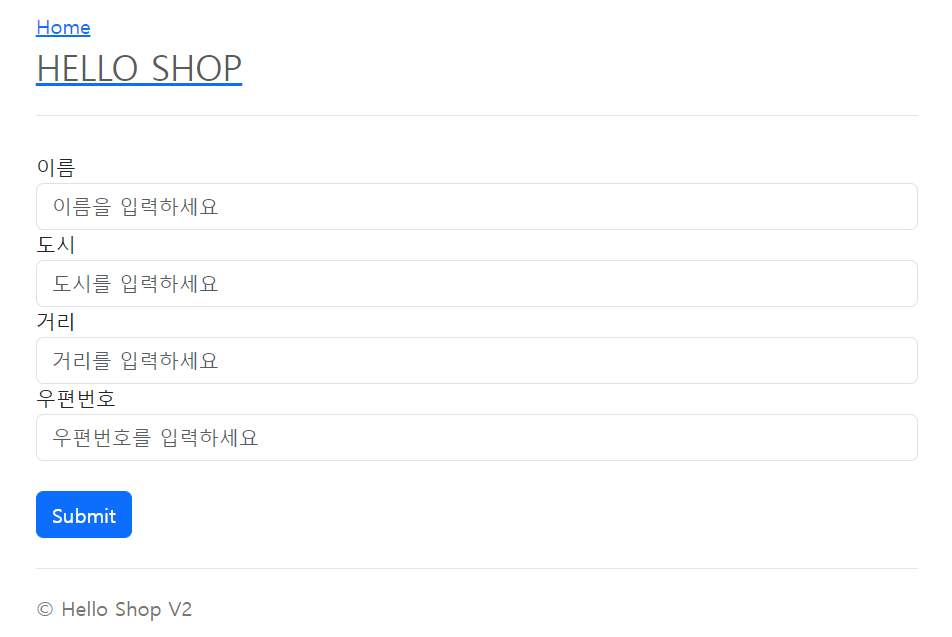 Home
HELLO SHOP
이름
이름을 입력하세요
도시
도시를 입력하세요
거리
거리를 입력하세요
우편번호
우편번호를 입력하세요
Submit
© Hello Shop V2